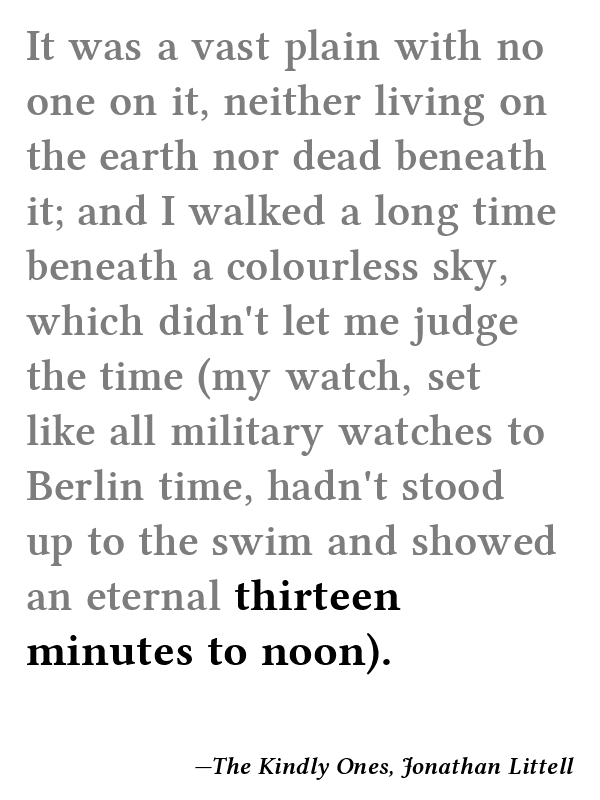 It was a vast plain with no
one on it, neither living on
the earth nor dead beneath
it; and I walked a long time
beneath a colourless sky,
which didn't let me judge
the time (my watch, set
like all military watches to
Berlin time, hadn't stood
up to the swim and showed
an eternal thirteen
minutes to noon).
—The Kindly Ones, Jonathan Littell